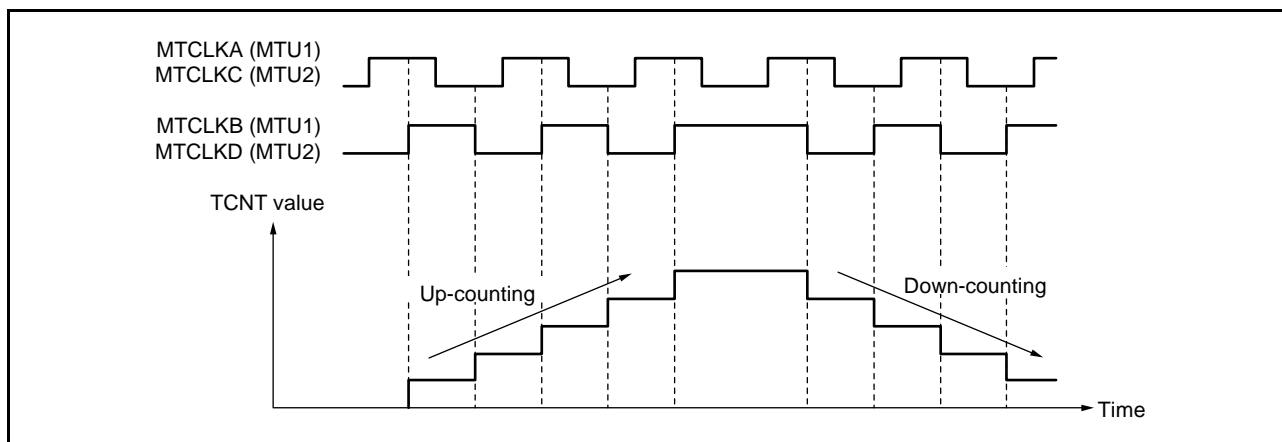 MTCLKA (MTU1)
MTCLKC (MTU2)
MTCLKB (MTU1)
MTCLKD (MTU2)
TCNT value
Up-counting
Down-counting
Time